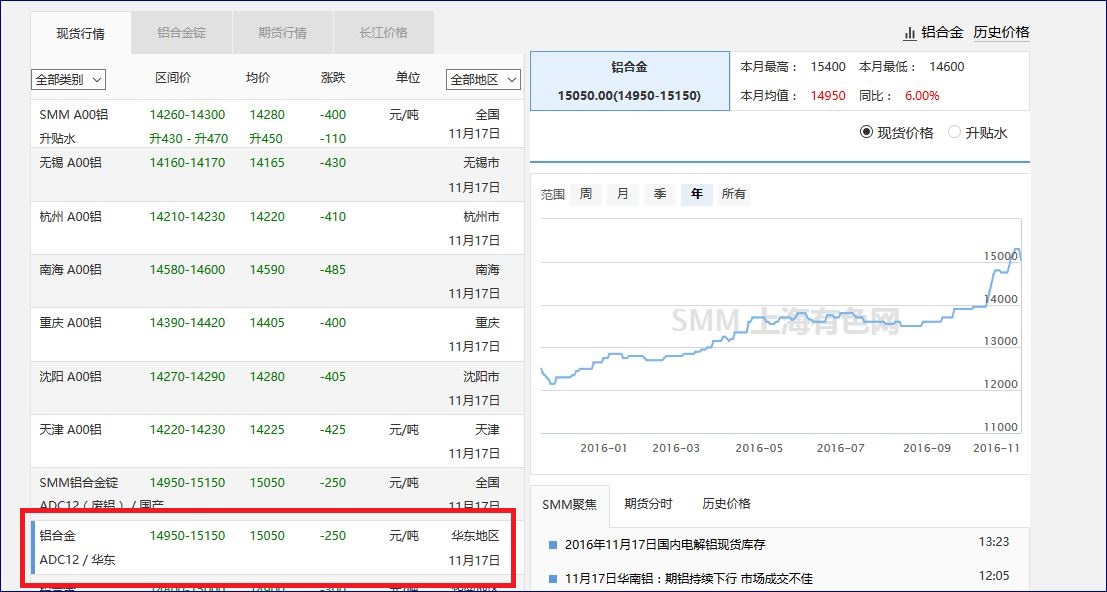 现货行情 铝合金锭 期货行情 长江价格
全部类别 区间价 均价 涨跌 单位 全部地区
SMM A00铝 14260-14300 14280 -400 元/吨 全国
升贴水 升430 - 升470 升450 -110 11月17日
无锡 A00铝 14160-14170 14165 -430 无锡市
11月17日
杭州 A00铝 14210-14230 14220 -410 杭州市
11月17日
南海 A00铝 14580-14600 14590 -485 南海
11月17日
重庆 A00铝 14390-14420 14405 -400 重庆
11月17日
沈阳 A00铝 14270-14290 14280 -405 沈阳市
11月17日
天津 A00铝 14220-14230 14225 -425 元/吨 天津
11月17日
SMM铝合金锭 14950-15150 15050 -250 元/吨 全国
ADC12（废铝）/ 国产 11月17日
铝合金 14950-15150 15050 -250 元/吨 华东地区
ADC12 / 华东 11月17日
铝合金 历史价格
铝合金
15050.00(14950-15150)
本月最高： 15400 本月最低： 14600
本月均值： 14950 同比： 6.00%
现货价格 升贴水
范围 周 月 季 年 所有
15000
14000
SMM 上海有色网
13000
12000
11000
2016-01 2016-03 2016-05 2016-07 2016-09 2016-11
SMM聚焦 期货分时 历史价格
2016年11月17日国内电解铝现货库存 13:23
11月17日华南铝：期铝持续下行 市场成交不佳 12:05